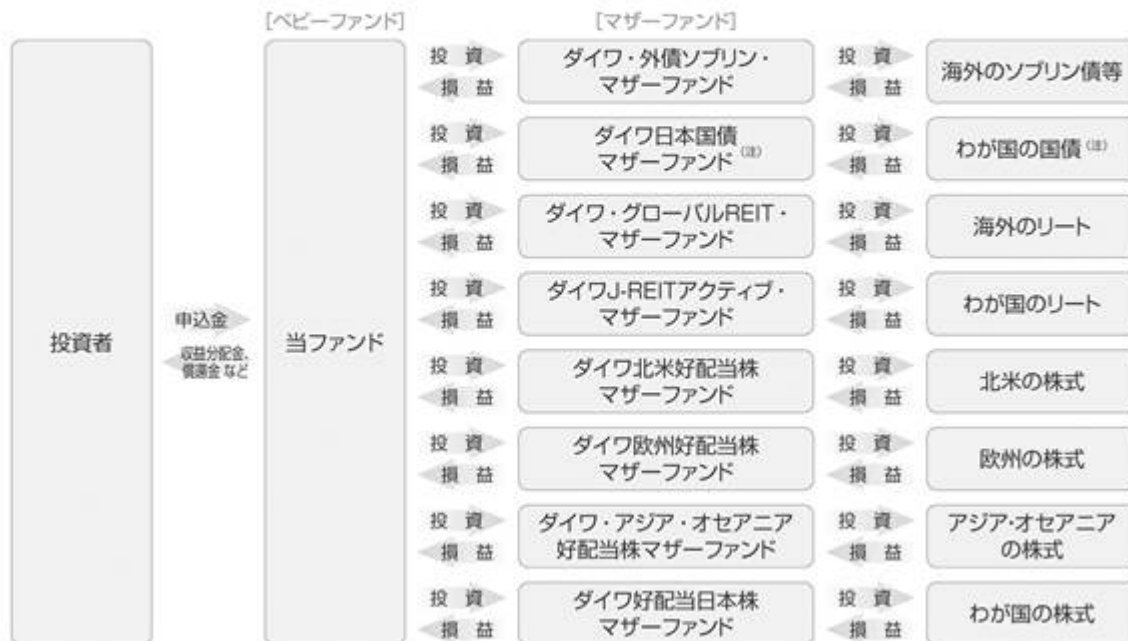 [ベビーファンド]
[マザーファンド]
投資者
申込金
収益分配金、
償還金 など
当ファンド
投 資
損 益
ダイワ・外債ソブリン・
マザーファンド
投 資
損 益
海外のソブリン債等
投 資
損 益
ダイワ日本国債
マザーファンド(注)
投 資
損 益
わが国の国債(注)
投 資
損 益
ダイワ・グローバルREIT・
マザーファンド
投 資
損 益
海外のリート
投 資
損 益
ダイワJ-REITアクティブ・
マザーファンド
投 資
損 益
わが国のリート
投 資
損 益
ダイワ北米好配当株
マザーファンド
投 資
損 益
北米の株式
投 資
損 益
ダイワ欧州好配当株
マザーファンド
投 資
損 益
欧州の株式
投 資
損 益
ダイワ・アジア・オセアニア
好配当株マザーファンド
投 資
損 益
アジア・オセアニア
の株式
投 資
損 益
ダイワ好配当日本株
マザーファンド
投 資
損 益
わが国の株式